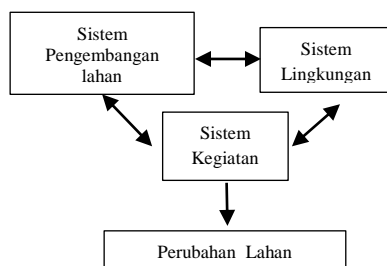 Sistem
Pengembangan
lahan
Sistem
Lingkungan
Sistem
Kegiatan
Perubahan Lahan